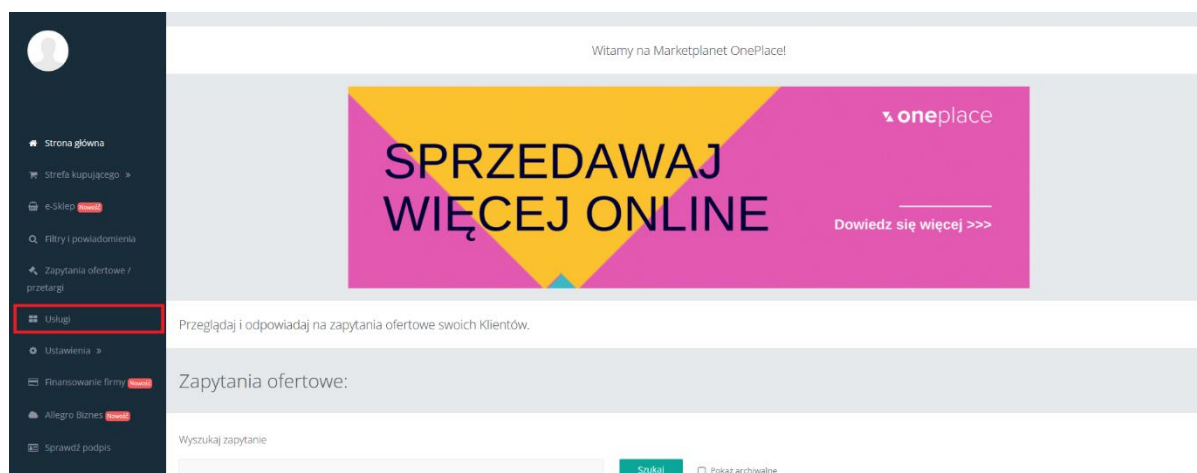 Witamy na Marketplanet OnePlace!
oneplace
SPRZEDAWAJ
WIĘCEJ ONLINE
Dowiedz się więcej >>>
Strona główna
Strefa kupującego »
e-Sklep Nowość
Filtry i powiadomienia
Zapytania ofertowe /
przetargi
Usługi
Ustawienia »
Finansowanie firmy Nowość
Allegro Biznes Nowość
Sprawdź podpis
Przeglądaj i odpowiadaj na zapytania ofertowe swoich Klientów.
Zapytania ofertowe:
Wyszukaj zapytanie
Szukaj
Pokaż archiwalne